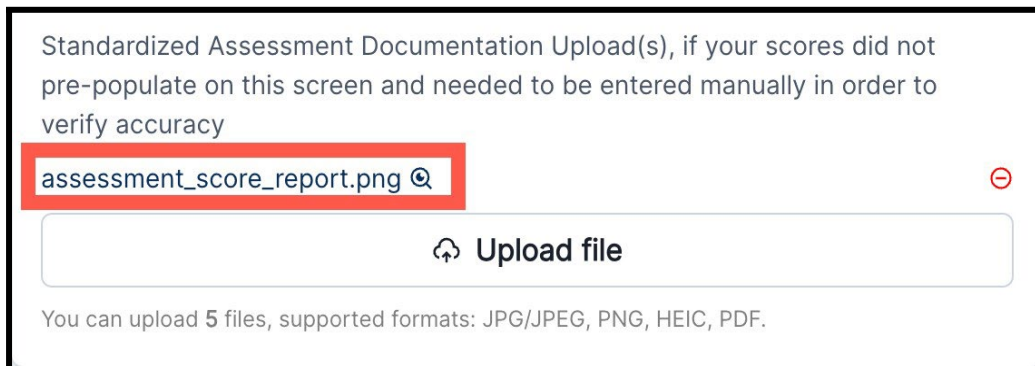 Standardized Assessment Documentation Upload(s), if your scores did not
pre-populate on this screen and needed to be entered manually in order to
verify accuracy
assessment_score_report.png
Upload file
You can upload 5 files, supported formats: JPG/JPEG, PNG, HEIC, PDF.